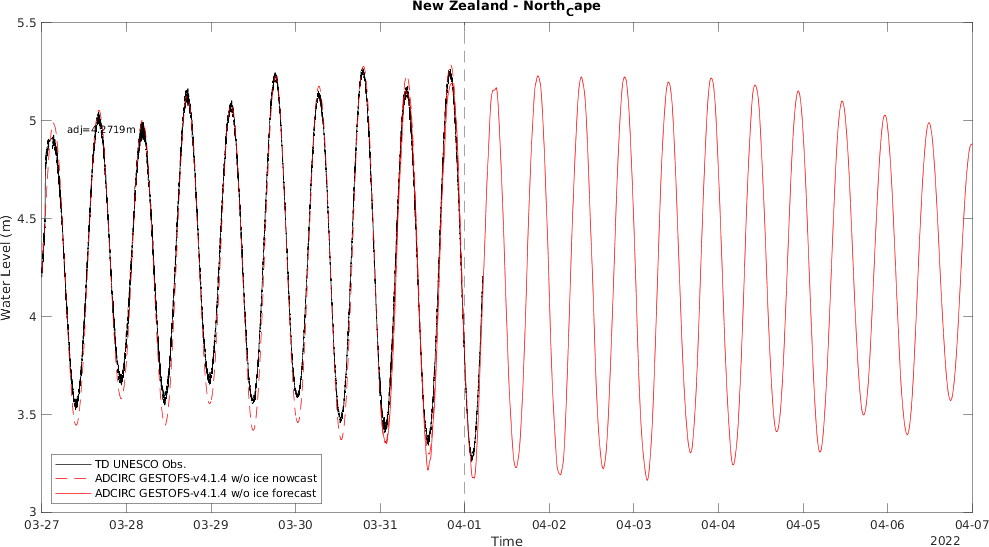 New Zealand - NorthCape
5.5
5
4.5
4
3.5
3
Water Level (m)
adj=4.2719m
TD UNESCO Obs.
ADCIRC GESTOFS-v4.1.4 w/o ice nowcast
ADCIRC GESTOFS-v4.1.4 w/o ice forecast
03-27 03-28 03-29 03-30 03-31 04-01 04-02 04-03 04-04 04-05 04-06 04-07
Time
2022